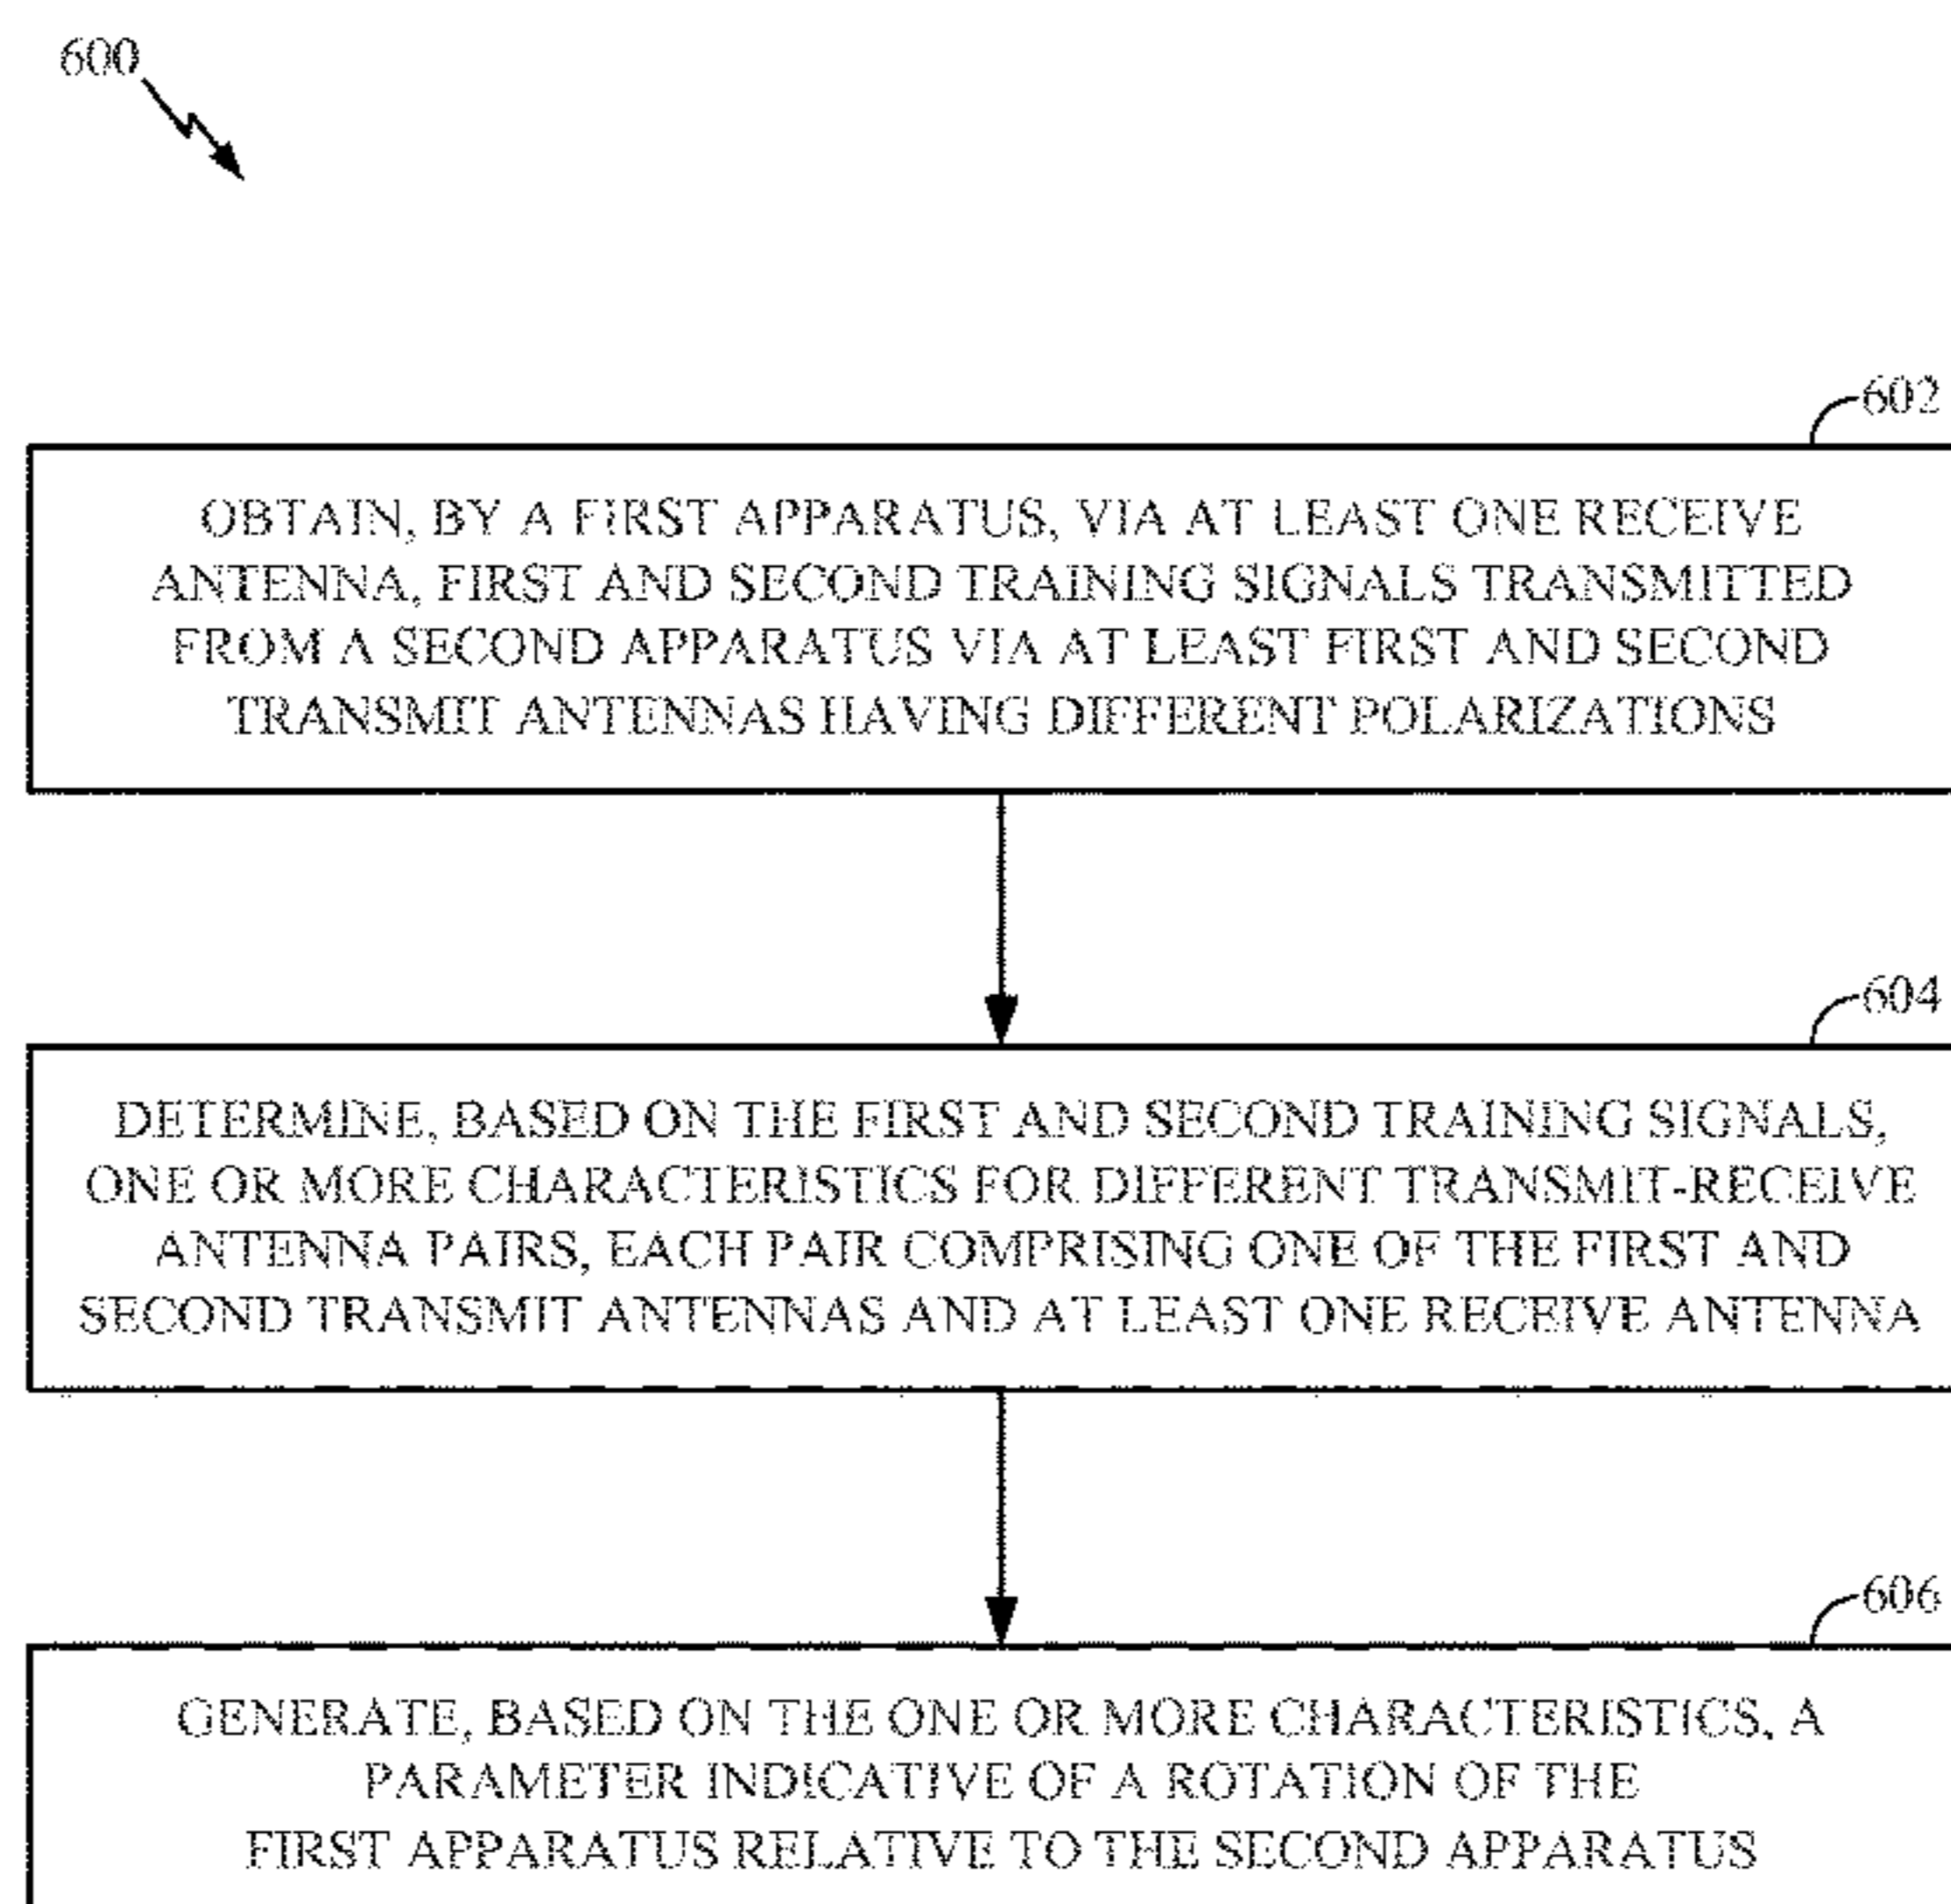 600
602
OBTAIN, BY A FIRST APPARATUS, VIA AT LEAST ONE RECEIVE
ANTENNA, FIRST AND SECOND TRAINING SIGNALS TRANSMITTED
FROM A SECOND APPARATUS VIA AT LEAST FIRST AND SECOND
TRANSMIT ANTENNAS HAVING DIFFERENT POLARIZATIONS
604
DETERMINE, BASED ON THE FIRST AND SECOND TRAINING SIGNALS,
ONE OR MORE CHARACTERISTICS FOR DIFFERENT TRANSMIT-RECEIVE
ANTENNA PAIRS, EACH PAIR COMPRISING ONE OF THE FIRST AND
SECOND TRANSMIT ANTENNAS AND AT LEAST ONE RECEIVE ANTENNA
606
GENERATE, BASED ON THE ONE OR MORE CHARACTERISTICS, A
PARAMETER INDICATIVE OF A ROTATION OF THE
FIRST APPARATUS RELATIVE TO THE SECOND APPARATUS